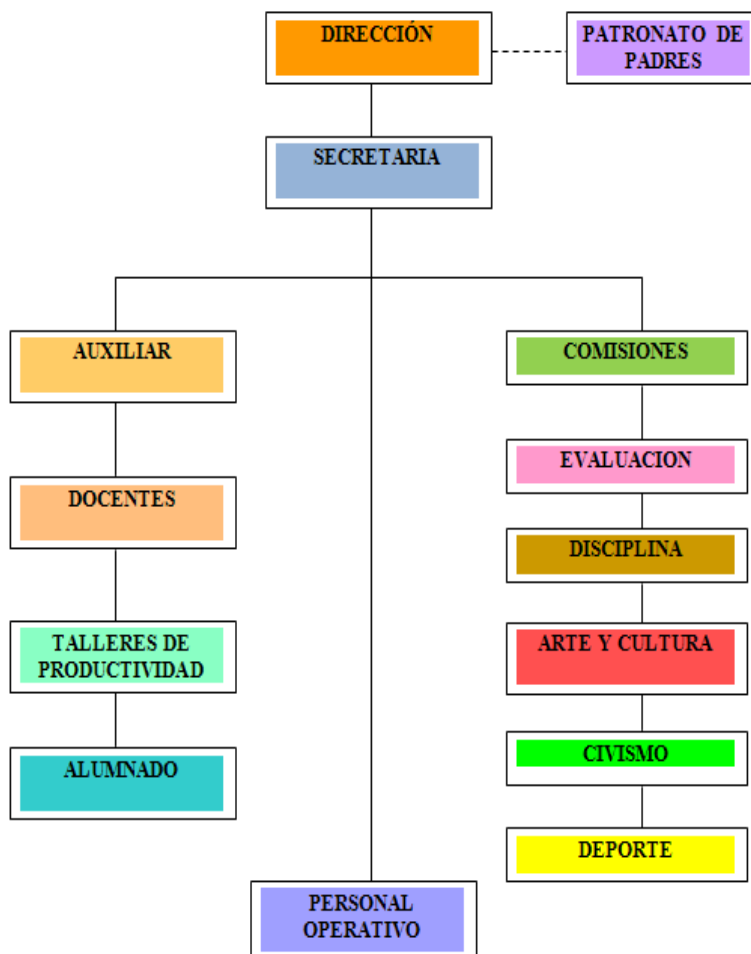 DIRECCIÓN
PATRONATO DE
PADRES
SECRETARIA
AUXILIAR
COMISIONES
EVALUACION
DOCENTES
DISCIPLINA
TALLERES DE
PRODUCTIVIDAD
ARTE Y CULTURA
ALUMNADO
CIVISMO
DEPORTE
PERSONAL
OPERATIVO